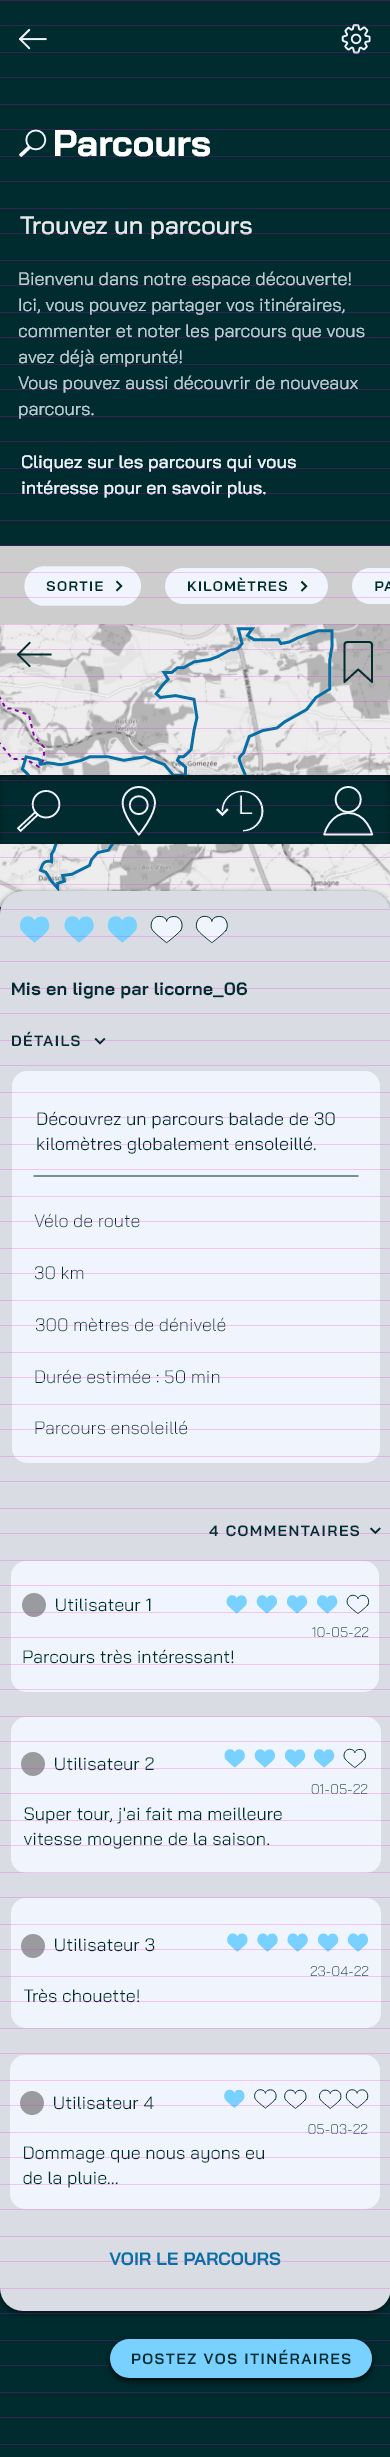 Parcours
Trouvez un parcours
Bienvenu dans notre espace découverte!
Ici, vous pouvez partager vos itinéraires,
commenter et noter les parcours que vous
avez déjà emprunté!
Vous pouvez aussi découvrir de nouveaux
parcours.
Cliquez sur les parcours qui vous
intéresse pour en savoir plus.
SORTIE
KILOMÈTRES
PA
Gomezée
Jamagne
Mis en ligne par licorne_06
DÉTAILS
Découvrez un parcours balade de 30
kilomètres globalement ensoleillé.
Vélo de route
30 km
300 mètres de dénivelé
Durée estimée : 50 min
Parcours ensoleillé
4 COMMENTAIRES
Utilisateur 1
10-05-22
Parcours très intéressant!
Utilisateur 2
01-05-22
Super tour, j'ai fait ma meilleure
vitesse moyenne de la saison.
Utilisateur 3
23-04-22
Très chouette!
Utilisateur 4
05-03-22
Dommage que nous ayons eu
de la pluie...
VOIR LE PARCOURS
POSTEZ VOS ITINÉRAIRES